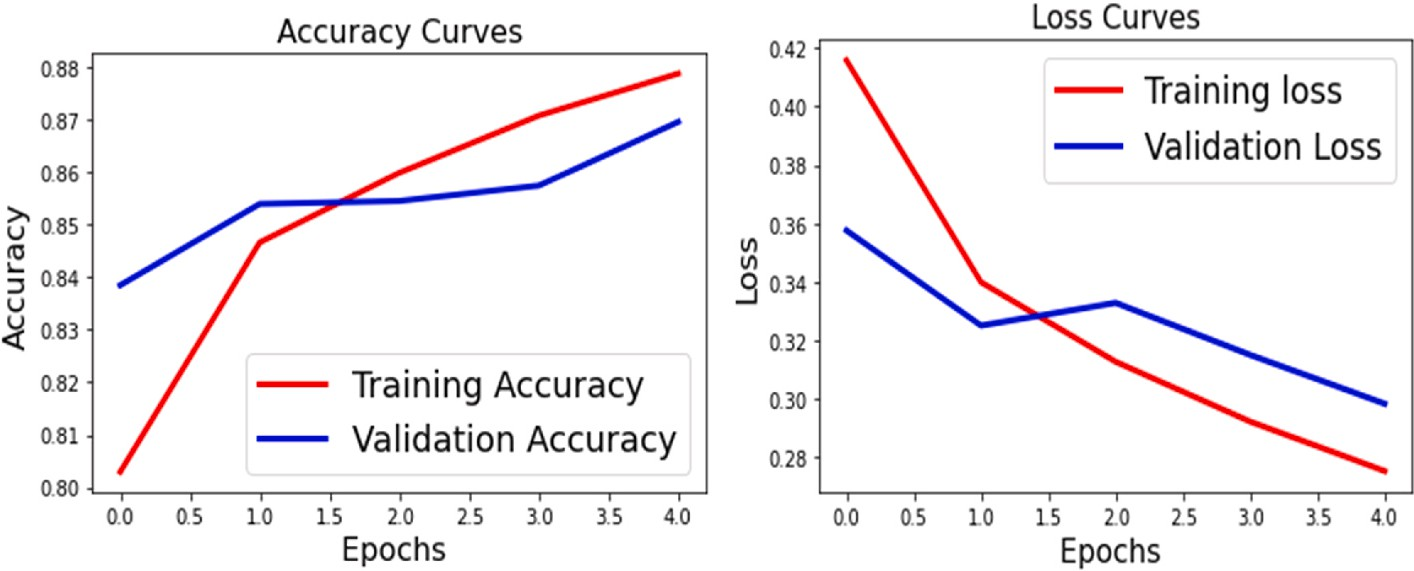 Accuracy Curves
Accuracy
0.88
0.87
0.86
0.85
0.84
0.83
0.82
0.81
0.80
Training Accuracy
Validation Accuracy
0.0 0.5 1.0 1.5 2.0 2.5 3.0 3.5 4.0
Epochs
Loss Curves
Loss
0.42
0.40
0.38
0.36
0.34
0.32
0.30
0.28
Training loss
Validation Loss
0.0 0.5 1.0 1.5 2.0 2.5 3.0 3.5 4.0
Epochs